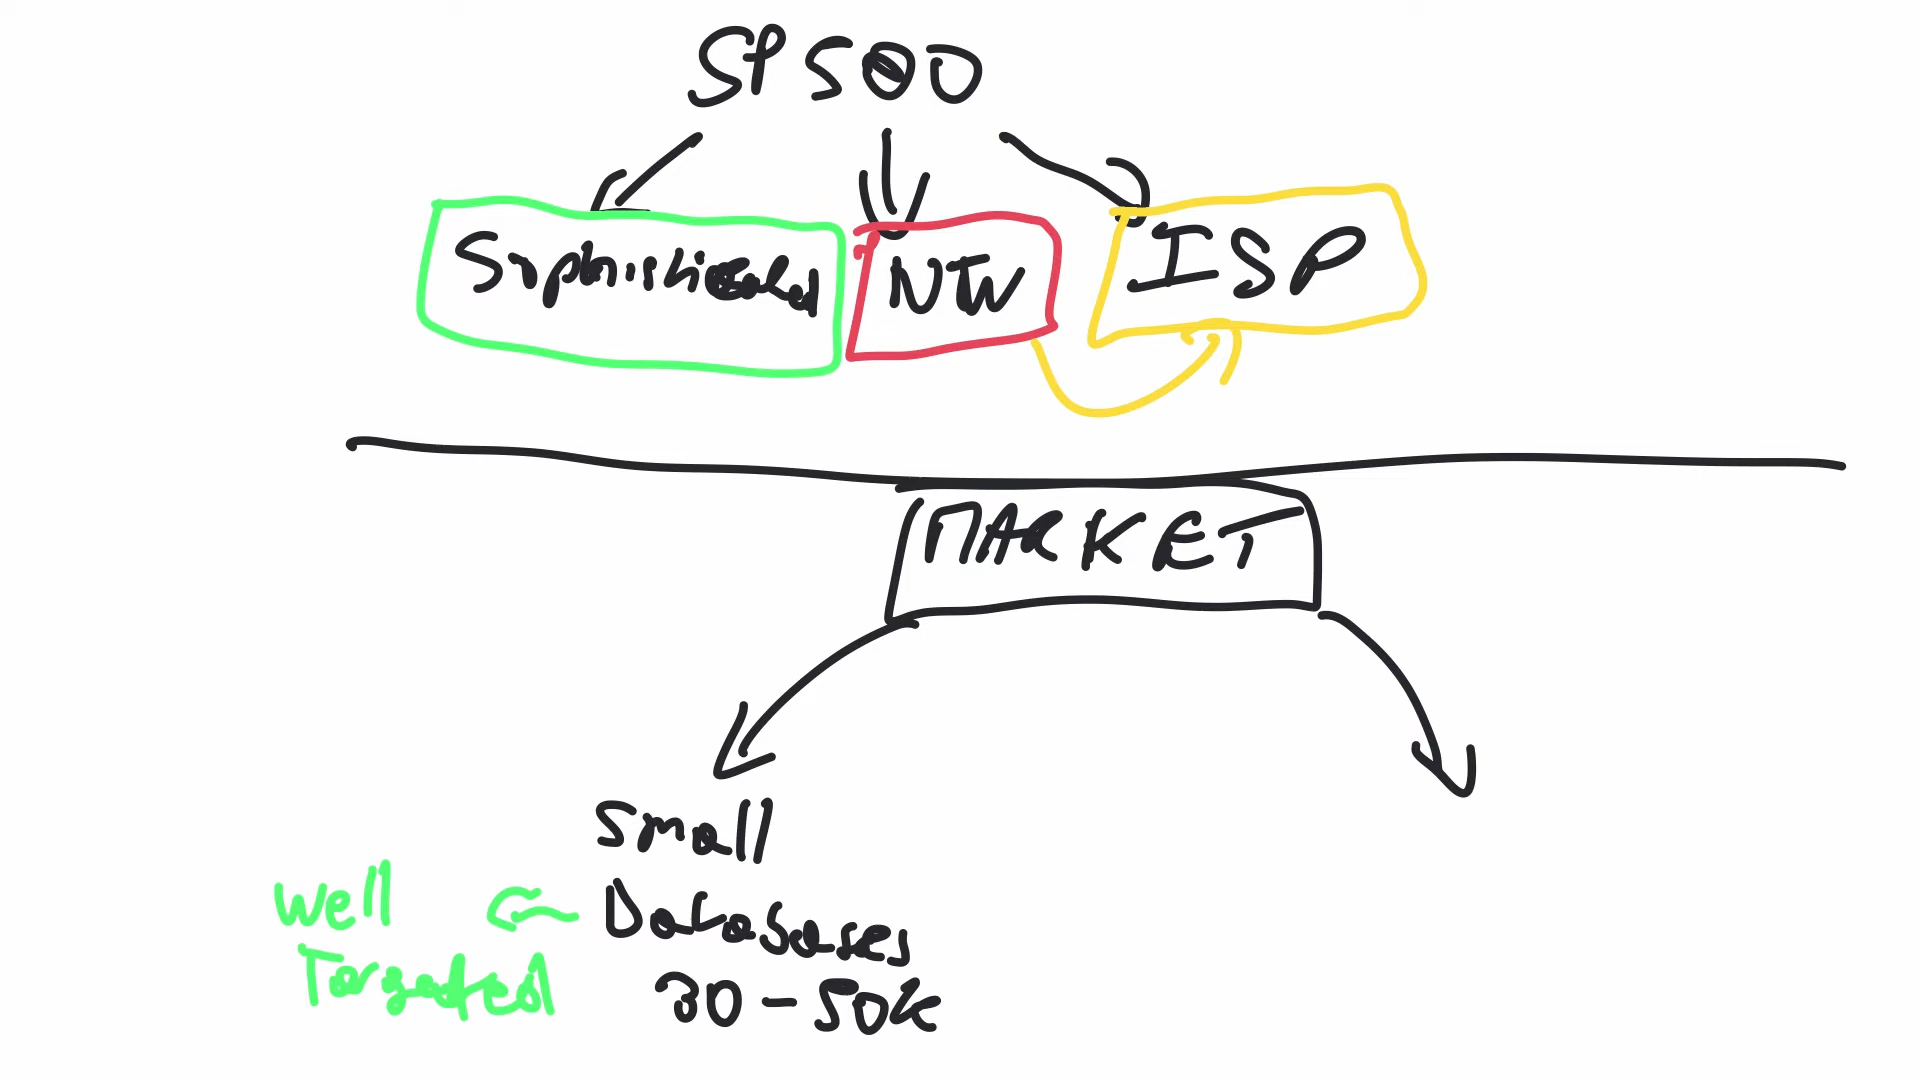 SP500
Sophisticated NTW ISP
MARKET
Small
Well
Databases
Targeted
30-50k